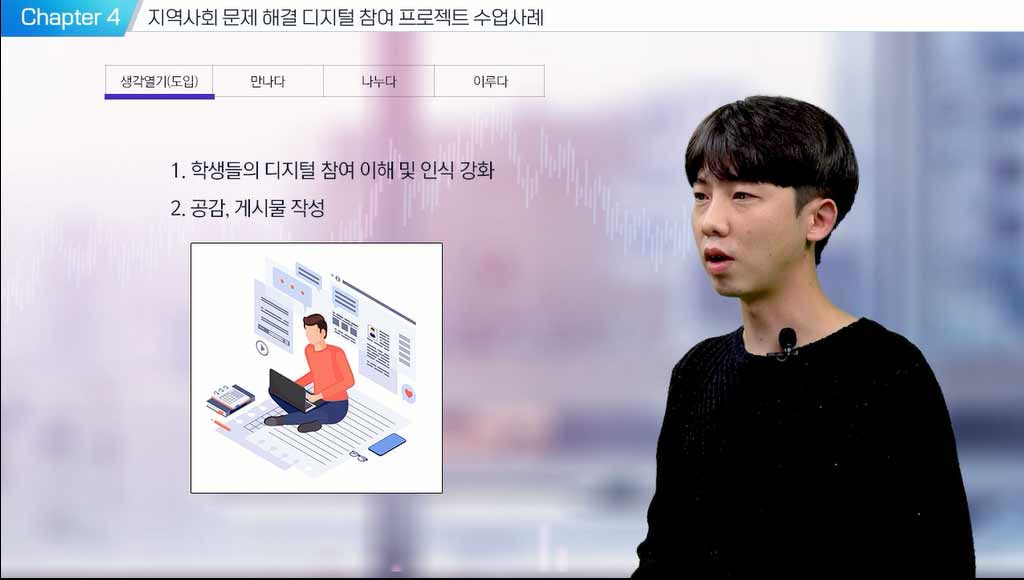 Chapter 4
지역사회 문제 해결 디지털 참여 프로젝트 수업사례
생각열기(도입)
만나다
나누다
이루다
1. 학생들의 디지털 참여 이해 및 인식 강화
2. 공감, 게시물 작성